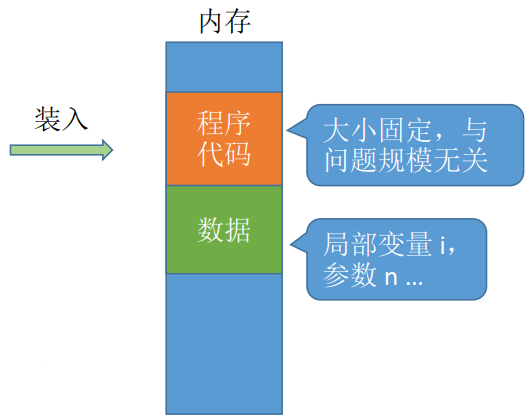 内存
装入
程序
代码
大小固定，与
问题规模无关
数据
局部变量 i，
参数 n ...